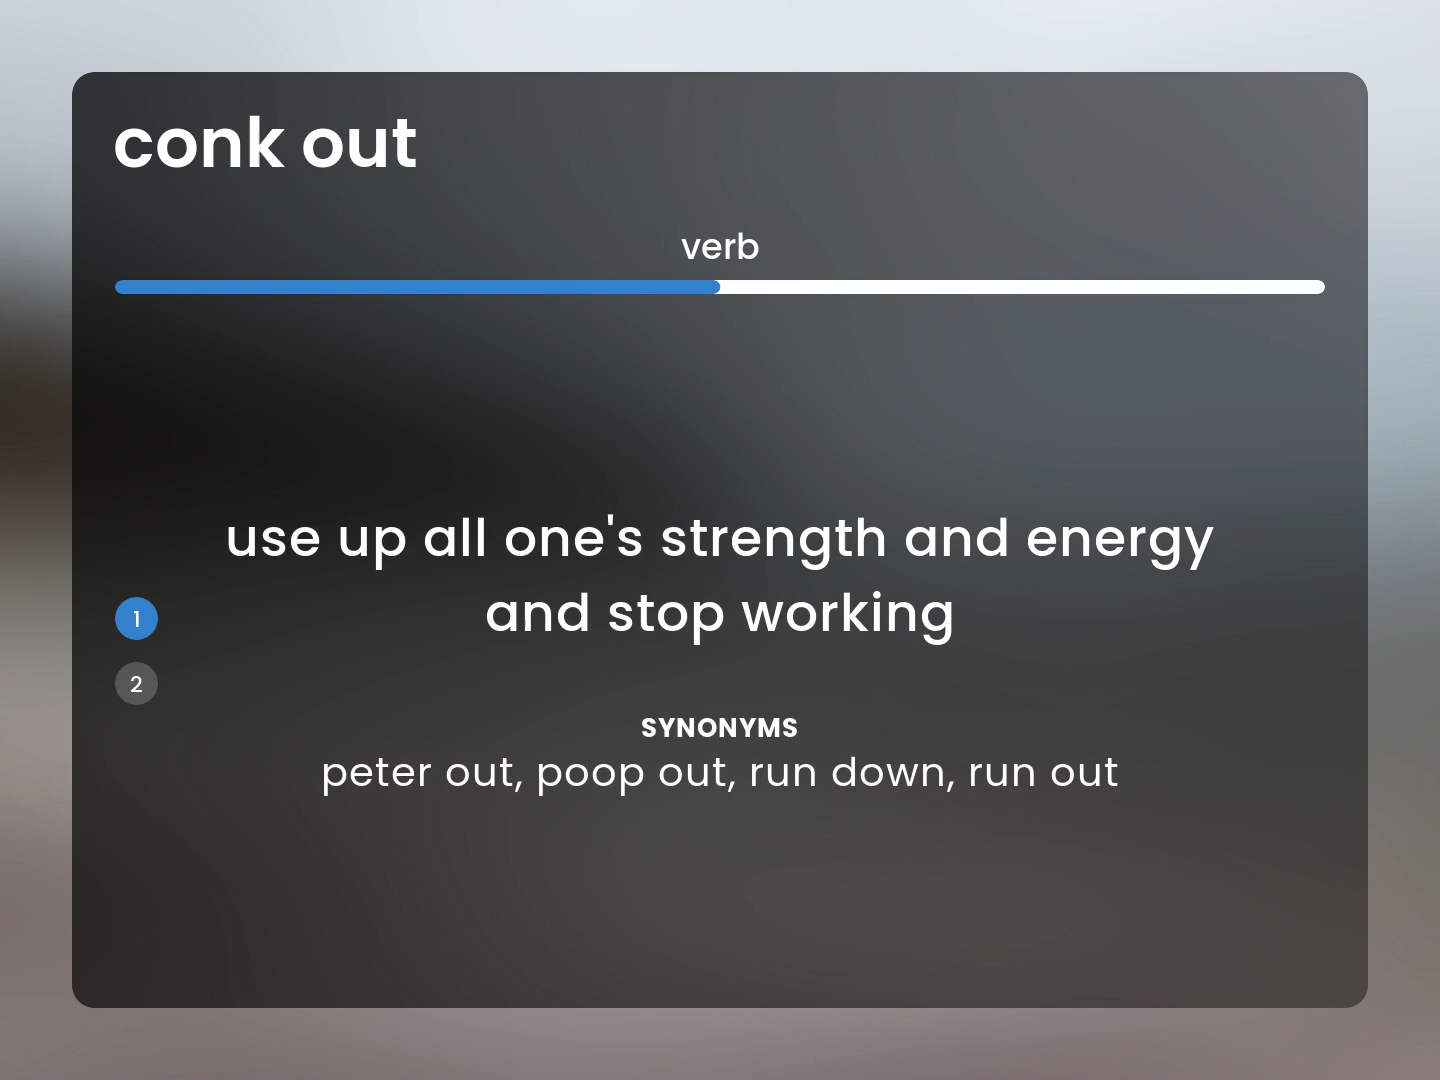 conk out
verb
use up all one's strength and energy
and stop working
1
2
SYNONYMS
peter out, poop out, run down, run out